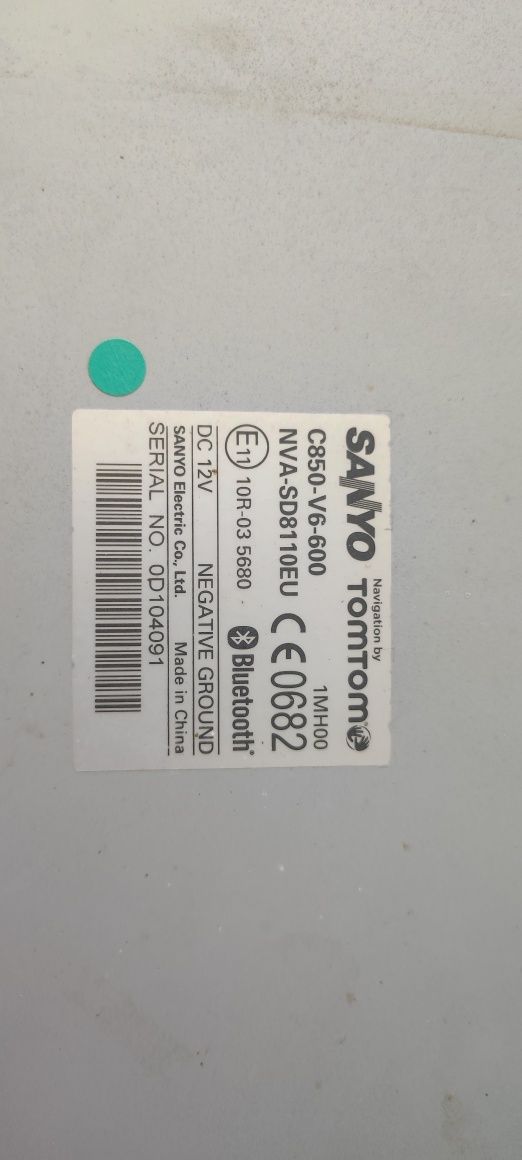 Navigation by
SANYO TOMTOM
C850-V6-600 1MH00
NVA-SD8110EU CE0682
E11 10R-03 5680 Bluetooth®
DC 12V NEGATIVE GROUND
SANYO Electric Co., Ltd. Made in China
SERIAL NO. 0D104091